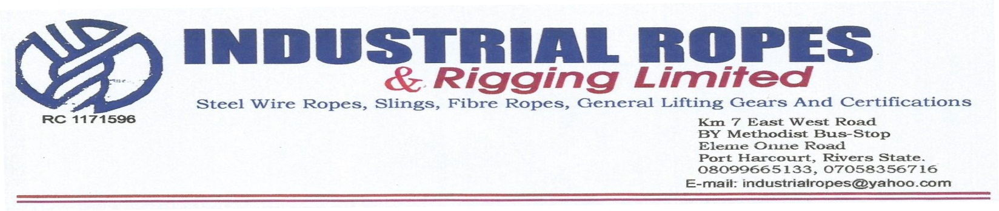 INDUSTRIAL ROPES
& Rigging Limited
Steel Wire Ropes, Slings, Fibre Ropes, General Lifting Gears And Certifications
RC 1171596
Km 7 East West Road
BY Methodist Bus-Stop
Eleme Onne Road
Port Harcourt, Rivers State.
08099665133, 07058356716
E-mail: industrialropes@yahoo.com